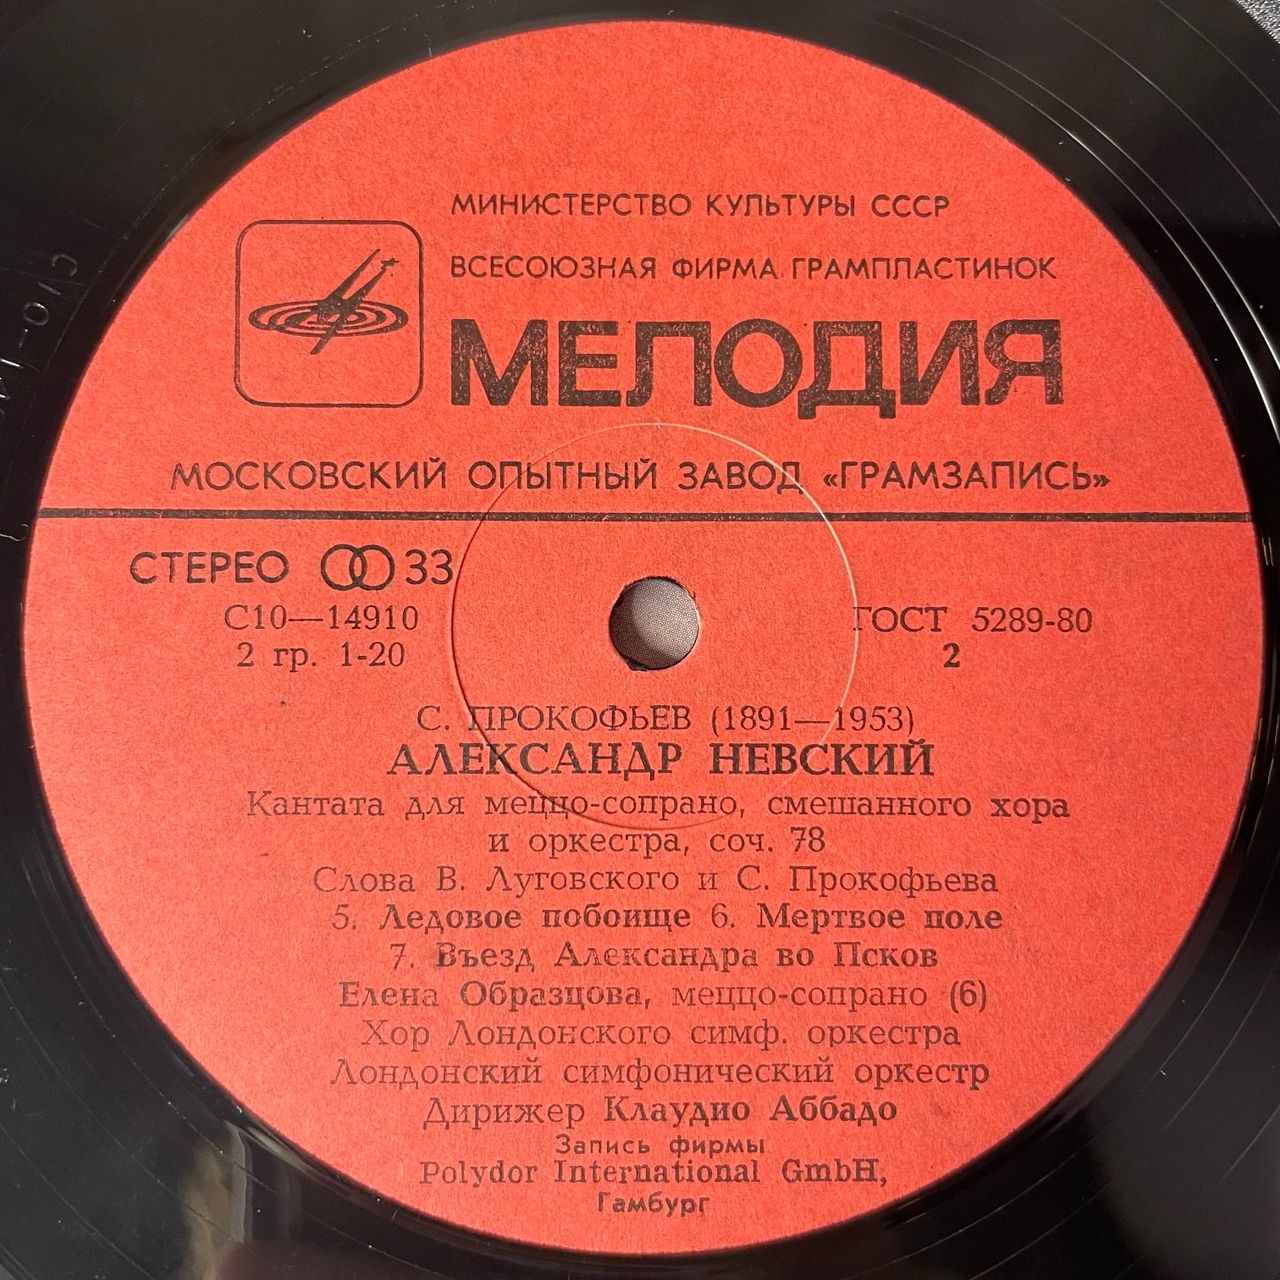 МИНИСТЕРСТВО КУЛЬТУРЫ СССР
ВСЕСОЮЗНАЯ ФИРМА ГРАМПЛАСТИНОК
МЕЛОДИЯ
МОСКОВСКИЙ ОПЫТНЫЙ ЗАВОД «ГРАМЗАПИСЬ»
СТЕРЕО 33
С10—14910 ГОСТ 5289-80
2 гр. 1-20 2
С. ПРОКОФЬЕВ (1891—1953)
АЛЕКСАНДР НЕВСКИЙ
Кантата для меццо-сопрано, смешанного хора
и оркестра, соч. 78
Слова В. Луговского и С. Прокофьева
5. Ледовое побоище 6. Мертвое поле
7. Въезд Александра во Псков
Елена Образцова, меццо-сопрано (6)
Хор Лондонского симф. оркестра
Лондонский симфонический оркестр
Дирижер Клаудио Аббадо
Запись фирмы
Polydor International GmbH,
Гамбург